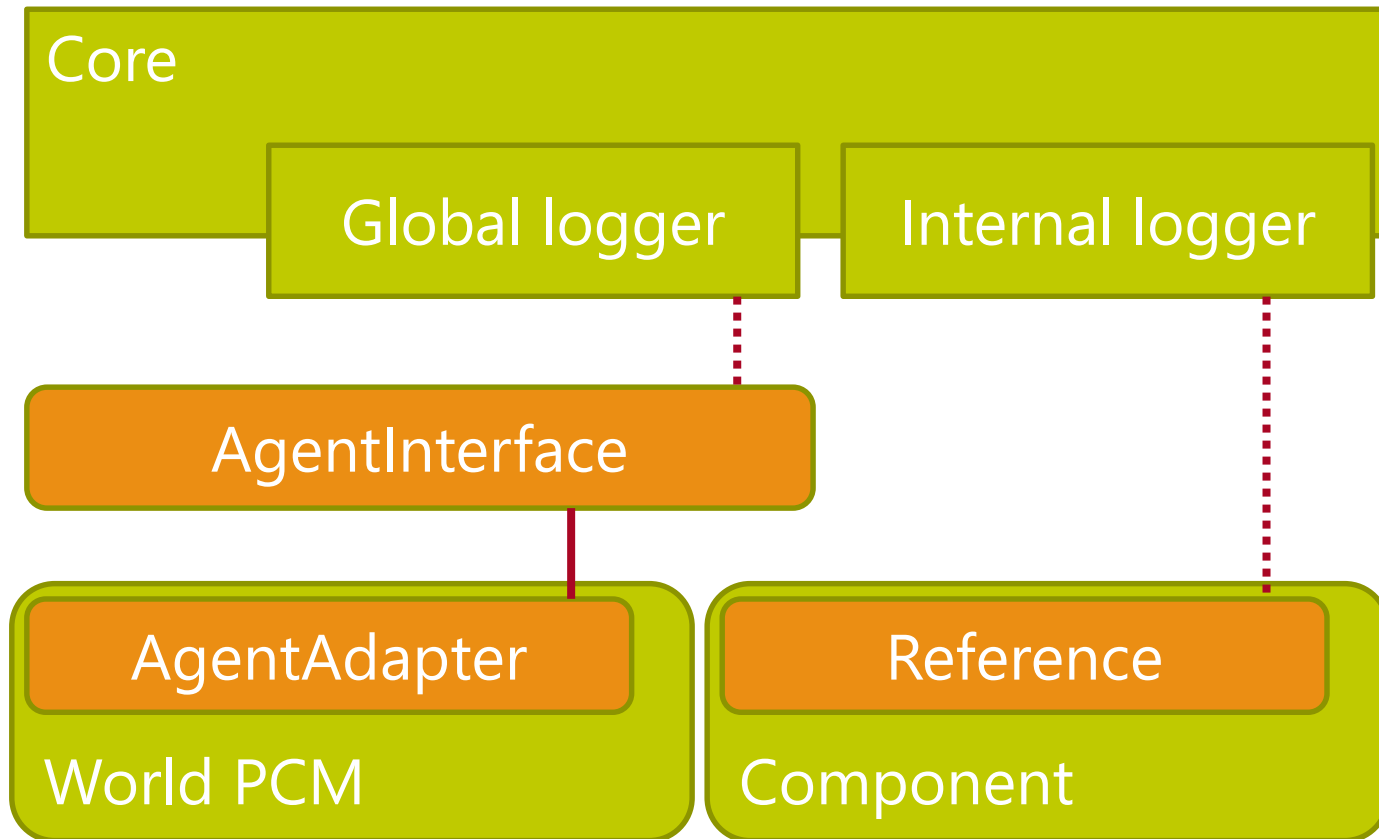 Core
Global logger
Internal logger
AgentInterface
AgentAdapter
Reference
World PCM
Component